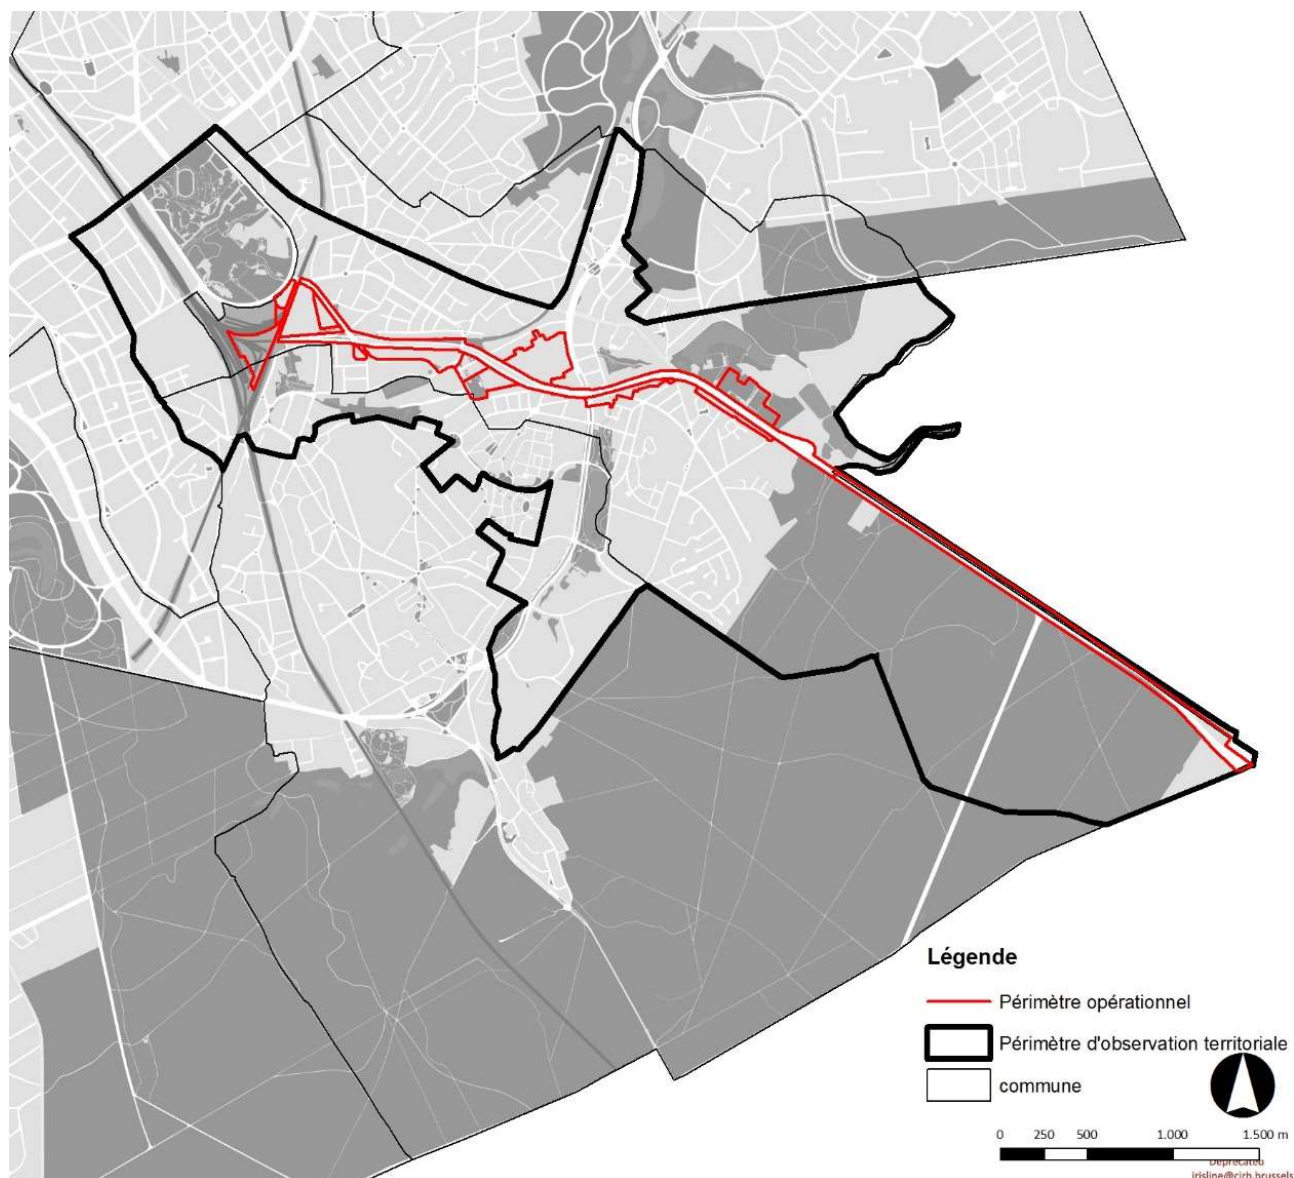 Légende
Périmètre opérationnel
Périmètre d'observation territoriale
commune
0 250 500 1.000 1.500 m
Deprecated
irisline@cirb.brussels